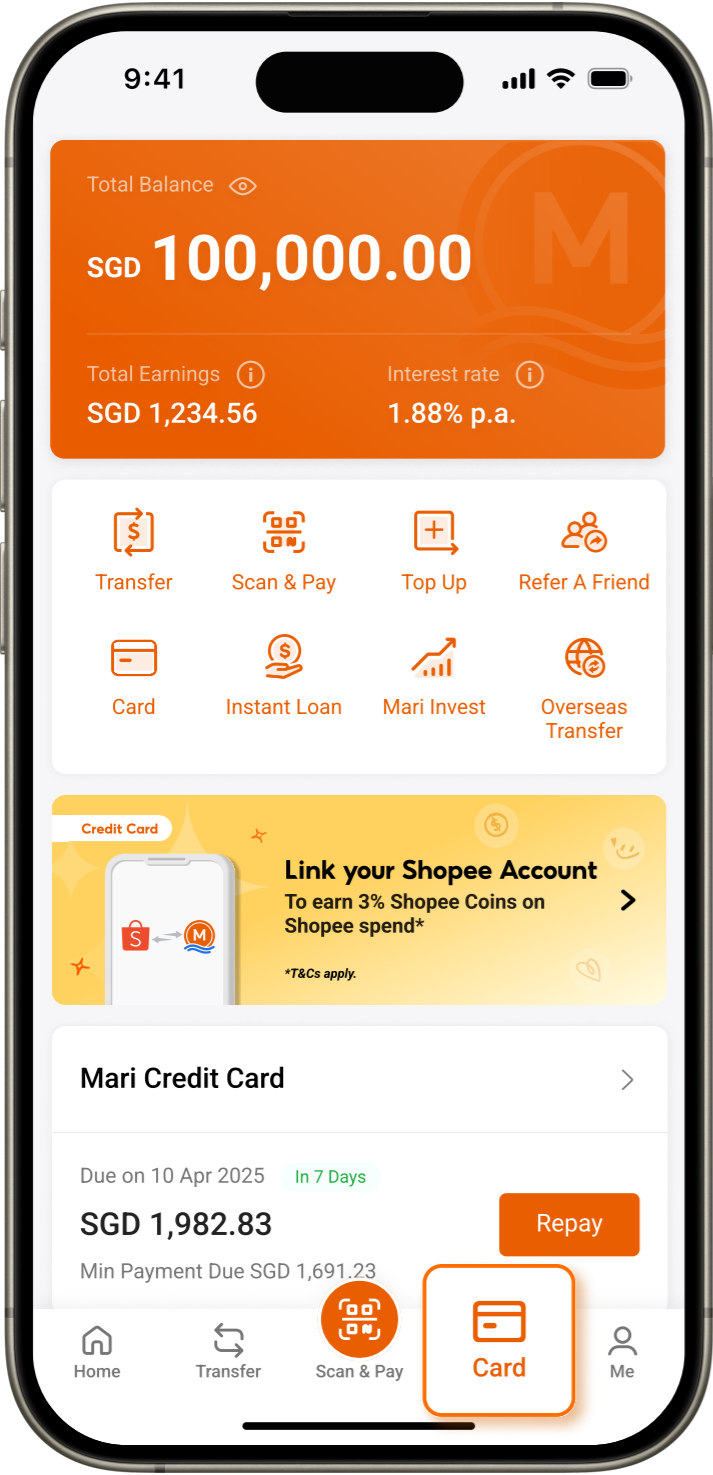 9:41
Total Balance
SGD 100,000.00
M
Total Earnings
Interest rate
SGD 1,234.56
1.88% p.a.
$
Transfer
Scan & Pay
Top Up
Refer A Friend
$
Card
Instant Loan
Mari Invest
Overseas
Transfer
Credit Card
Link your Shopee Account
To earn 3% Shopee Coins on
Shopee spend*
*T&Cs apply.
S
M
Mari Credit Card
Due on 10 Apr 2025
In 7 Days
SGD 1,982.83
Repay
Min Payment Due SGD 1,691.23
Home
Transfer
Scan & Pay
Card
Me